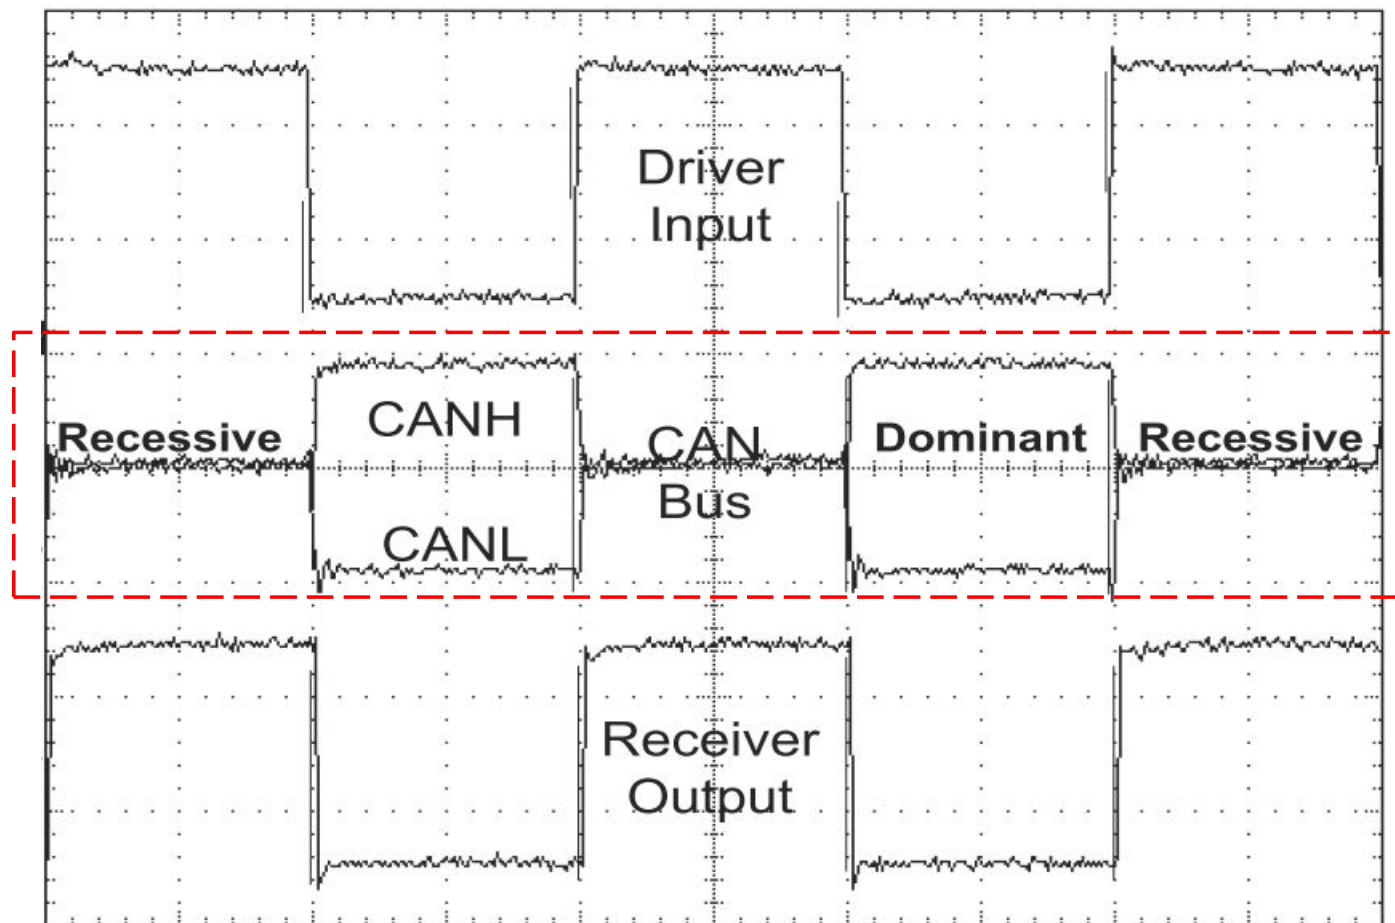 Driver
Input
Recessive
CANH
CAN
Bus
Dominant
Recessive
CANL
Receiver
Output